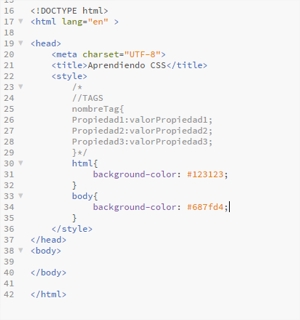 16 <!DOCTYPE html>
17 <html lang="en" >
18
19 <head>
20 <meta charset="UTF-8">
21 <title>Aprendiendo CSS</title>
22 <style>
23 /*
24 //TAGS
25 nombreTag{
26 Propiedad1:valorPropiedad1;
27 Propiedad2:valorPropiedad2;
28 Propiedad3:valorPropiedad3;
29 }*/
30 html{
31 background-color: #123123;
32 }
33 body{
34 background-color: #687fd4;
35 }
36 </style>
37 </head>
38 <body>
39
40 </body>
41
42 </html>